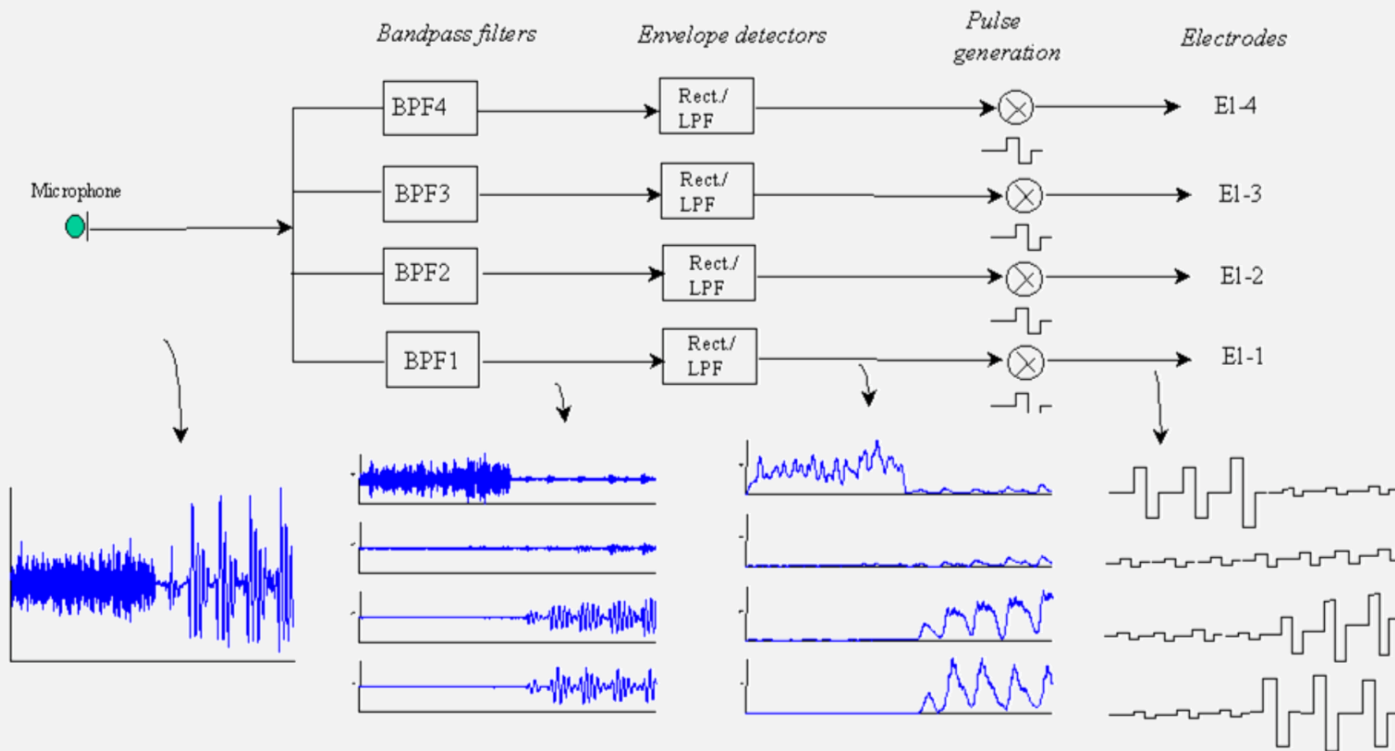 Bandpass filters
Envelope detectors
Pulse
generation
Electrodes
BPF4
Rect./
LPF
E1-4
Microphone
BPF3
Rect./
LPF
E1-3
BPF2
Rect./
LPF
E1-2
BPF1
Rect./
LPF
E1-1